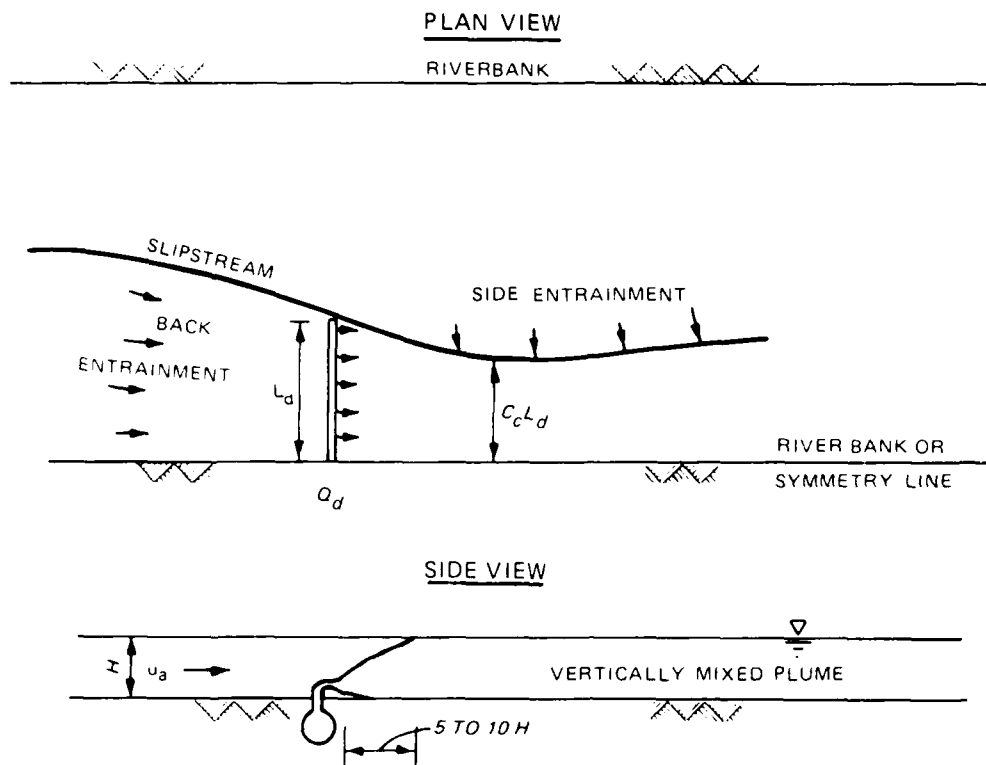 PLAN VIEW
RIVERBANK
SLIPSTREAM
SIDE ENTRAINMENT
BACK
ENTRAINMENT
L_d
C_cL_d
RIVER BANK OR
SYMMETRY LINE
Q_d
SIDE VIEW
H
u_a
VERTICALLY MIXED PLUME
5 TO 10 H